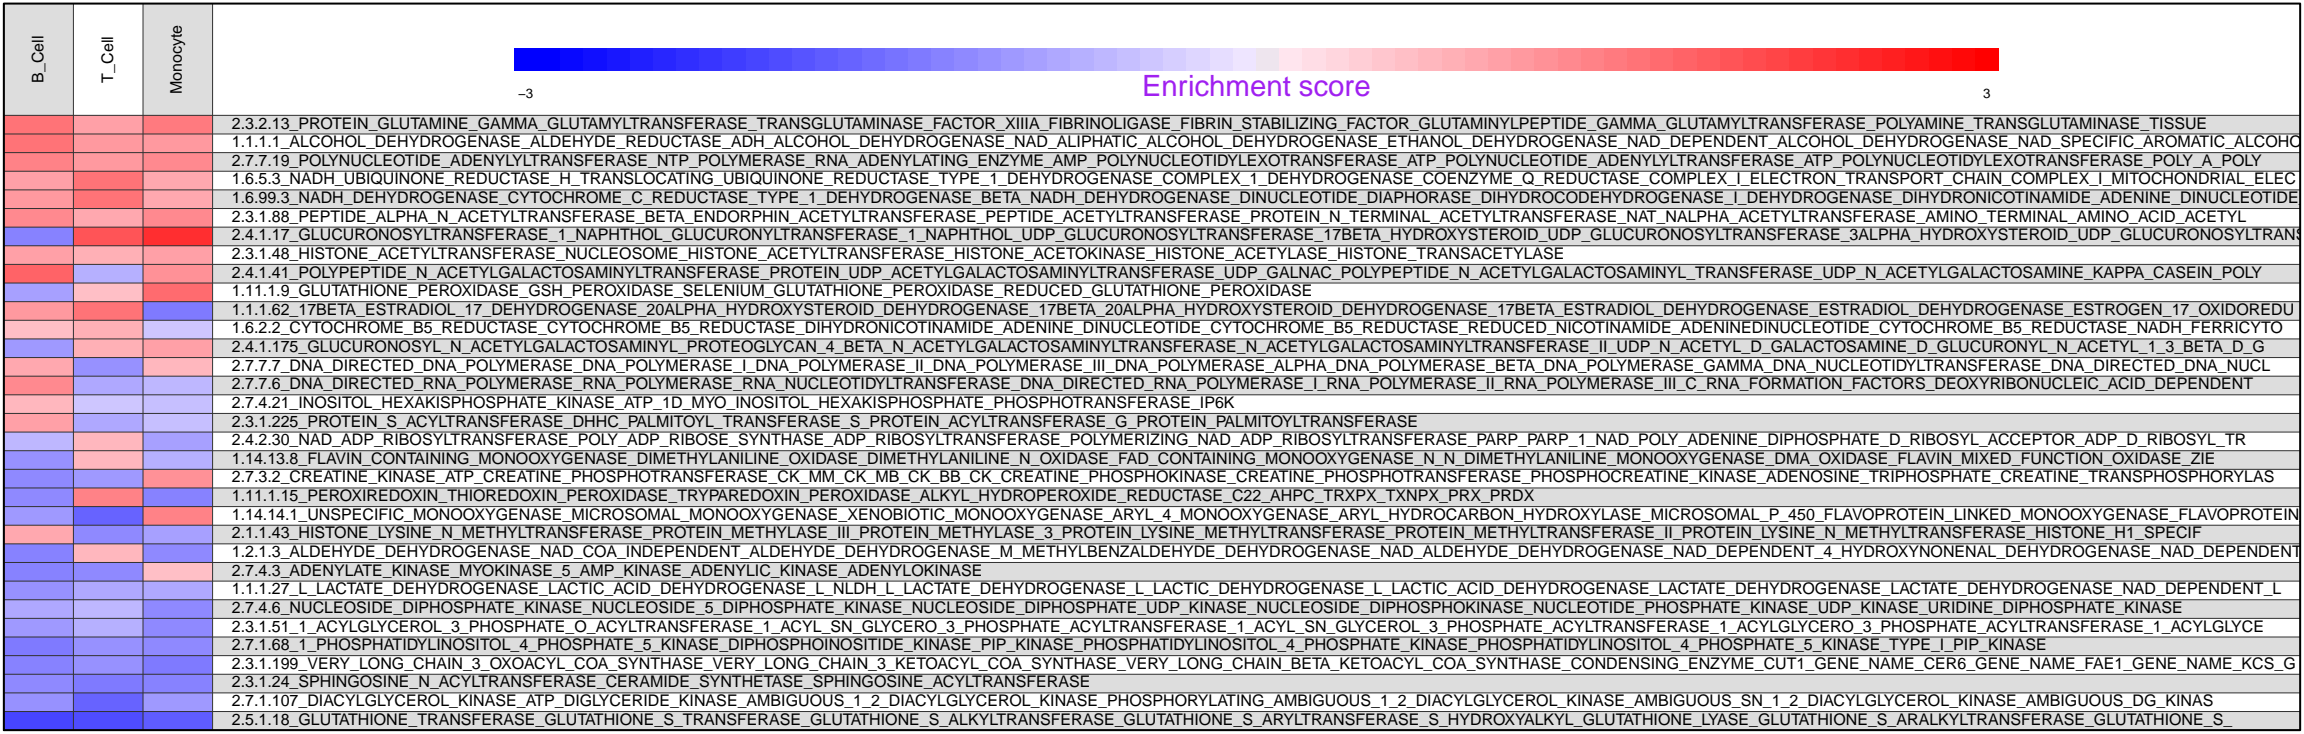 B_Cell
T_Cell
Monocyte
Enrichment score
−3
3
2.3.2.13_PROTEIN_GLUTAMINE_GAMMA_GLUTAMYLTRANSFERASE_TRANSGLUTAMINASE_FACTOR_XIIIA_FIBRINOLIGASE_FIBRIN_STABILIZING_FACTOR_GLUTAMINYLPEPTIDE_GAMMA_GLUTAMYLTRANSFERASE_POLYAMINE_TRANSGLUTAMINASE_TISSUE
1.1.1.1_ALCOHOL_DEHYDROGENASE_ALDEHYDE_REDUCTASE_ADH_ALCOHOL_DEHYDROGENASE_NAD_ALIPHATIC_ALCOHOL_DEHYDROGENASE_ETHANOL_DEHYDROGENASE_NAD_DEPENDENT_ALCOHOL_DEHYDROGENASE_NAD_SPECIFIC_AROMATIC_ALCOHO
2.7.7.19_POLYNUCLEOTIDE_ADENYLYLTRANSFERASE_NTP_POLYMERASE_RNA_ADENYLATING_ENZYME_AMP_POLYNUCLEOTIDYLEXOTRANSFERASE_ATP_POLYNUCLEOTIDE_ADENYLYLTRANSFERASE_ATP_POLYNUCLEOTIDYLEXOTRANSFERASE_POLY_A_POLY
1.6.5.3_NADH_UBIQUINONE_REDUCTASE_H_TRANSLOCATING_UBIQUINONE_REDUCTASE_TYPE_1_DEHYDROGENASE_COMPLEX_1_DEHYDROGENASE_COENZYME_Q_REDUCTASE_COMPLEX_I_ELECTRON_TRANSPORT_CHAIN_COMPLEX_I_MITOCHONDRIAL_ELEC
1.6.99.3_NADH_DEHYDROGENASE_CYTOCHROME_C_REDUCTASE_TYPE_1_DEHYDROGENASE_BETA_NADH_DEHYDROGENASE_DINUCLEOTIDE_DIAPHORASE_DIHYDROCODEHYDROGENASE_I_DEHYDROGENASE_DIHYDRONICOTINAMIDE_ADENINE_DINUCLEOTIDE
2.3.1.88_PEPTIDE_ALPHA_N_ACETYLTRANSFERASE_BETA_ENDORPHIN_ACETYLTRANSFERASE_PEPTIDE_ACETYLTRANSFERASE_PROTEIN_N_TERMINAL_ACETYLTRANSFERASE_NAT_NALPHA_ACETYLTRANSFERASE_AMINO_TERMINAL_AMINO_ACID_ACETYL
2.4.1.17_GLUCURONOSYLTRANSFERASE_1_NAPHTHOL_GLUCURONYLTRANSFERASE_1_NAPHTHOL_UDP_GLUCURONOSYLTRANSFERASE_17BETA_HYDROXYSTEROID_UDP_GLUCURONOSYLTRANSFERASE_3ALPHA_HYDROXYSTEROID_UDP_GLUCURONOSYLTRANS
2.3.1.48_HISTONE_ACETYLTRANSFERASE_NUCLEOSOME_HISTONE_ACETYLTRANSFERASE_HISTONE_ACETOKINASE_HISTONE_ACETYLASE_HISTONE_TRANSACETYLASE
2.4.1.41_POLYPEPTIDE_N_ACETYLGALACTOSAMINYLTRANSFERASE_PROTEIN_UDP_ACETYLGALACTOSAMINYLTRANSFERASE_UDP_GALNAC_POLYPEPTIDE_N_ACETYLGALACTOSAMINYL_TRANSFERASE_UDP_N_ACETYLGALACTOSAMINE_KAPPA_CASEIN_POLY
1.11.1.9_GLUTATHIONE_PEROXIDASE_GSH_PEROXIDASE_SELENIUM_GLUTATHIONE_PEROXIDASE_REDUCED_GLUTATHIONE_PEROXIDASE
1.1.1.62_17BETA_ESTRADIOL_17_DEHYDROGENASE_20ALPHA_HYDROXYSTEROID_DEHYDROGENASE_17BETA_20ALPHA_HYDROXYSTEROID_DEHYDROGENASE_17BETA_ESTRADIOL_DEHYDROGENASE_ESTRADIOL_DEHYDROGENASE_ESTROGEN_17_OXIDOREDU
1.6.2.2_CYTOCHROME_B5_REDUCTASE_CYTOCHROME_B5_REDUCTASE_DIHYDRONICOTINAMIDE_ADENINE_DINUCLEOTIDE_CYTOCHROME_B5_REDUCTASE_REDUCED_NICOTINAMIDE_ADENINEDINUCLEOTIDE_CYTOCHROME_B5_REDUCTASE_NADH_FERRICYTO
2.4.1.175_GLUCURONOSYL_N_ACETYLGALACTOSAMINYL_PROTEOGLYCAN_4_BETA_N_ACETYLGALACTOSAMINYLTRANSFERASE_N_ACETYLGALACTOSAMINYLTRANSFERASE_II_UDP_N_ACETYL_D_GALACTOSAMINE_D_GLUCURONYL_N_ACETYL_1_3_BETA_D_G
2.7.7.7_DNA_DIRECTED_DNA_POLYMERASE_DNA_POLYMERASE_I_DNA_POLYMERASE_II_DNA_POLYMERASE_III_DNA_POLYMERASE_ALPHA_DNA_POLYMERASE_BETA_DNA_POLYMERASE_GAMMA_DNA_NUCLEOTIDYLTRANSFERASE_DNA_DIRECTED_DNA_NUCL
2.7.7.6_DNA_DIRECTED_RNA_POLYMERASE_RNA_POLYMERASE_RNA_NUCLEOTIDYLTRANSFERASE_DNA_DIRECTED_RNA_POLYMERASE_I_RNA_POLYMERASE_II_RNA_POLYMERASE_III_C_RNA_FORMATION_FACTORS_DEOXYRIBONUCLEIC_ACID_DEPENDENT
2.7.4.21_INOSITOL_HEXAKISPHOSPHATE_KINASE_ATP_1D_MYO_INOSITOL_HEXAKISPHOSPHATE_PHOSPHOTRANSFERASE_IP6K
2.3.1.225_PROTEIN_S_ACYLTRANSFERASE_DHHC_PALMITOYL_TRANSFERASE_S_PROTEIN_ACYLTRANSFERASE_G_PROTEIN_PALMITOYLTRANSFERASE
2.4.2.30_NAD_ADP_RIBOSYLTRANSFERASE_POLY_ADP_RIBOSE_SYNTHASE_ADP_RIBOSYLTRANSFERASE_POLYMERIZING_NAD_ADP_RIBOSYLTRANSFERASE_PARP_PARP_1_NAD_POLY_ADENINE_DIPHOSPHATE_D_RIBOSYL_ACCEPTOR_ADP_D_RIBOSYL_TR
1.14.13.8_FLAVIN_CONTAINING_MONOOXYGENASE_DIMETHYLANILINE_OXIDASE_DIMETHYLANILINE_N_OXIDASE_FAD_CONTAINING_MONOOXYGENASE_N_N_DIMETHYLANILINE_MONOOXYGENASE_DMA_OXIDASE_FLAVIN_MIXED_FUNCTION_OXIDASE_ZIE
2.7.3.2_CREATINE_KINASE_ATP_CREATINE_PHOSPHOTRANSFERASE_CK_MM_CK_MB_CK_BB_CK_CREATINE_PHOSPHOKINASE_CREATINE_PHOSPHOTRANSFERASE_PHOSPHOCREATINE_KINASE_ADENOSINE_TRIPHOSPHATE_CREATINE_TRANSPHOSPHORYLAS
1.11.1.15_PEROXIREDOXIN_THIOREDOXIN_PEROXIDASE_TRYPAREDOXIN_PEROXIDASE_ALKYL_HYDROPEROXIDE_REDUCTASE_C22_AHPC_TRXPX_TXNPX_PRX_PRDX
1.14.14.1_UNSPECIFIC_MONOOXYGENASE_MICROSOMAL_MONOOXYGENASE_XENOBIOTIC_MONOOXYGENASE_ARYL_4_MONOOXYGENASE_ARYL_HYDROCARBON_HYDROXYLASE_MICROSOMAL_P_450_FLAVOPROTEIN_LINKED_MONOOXYGENASE_FLAVOPROTEIN
2.1.1.43_HISTONE_LYSINE_N_METHYLTRANSFERASE_PROTEIN_METHYLASE_III_PROTEIN_METHYLASE_3_PROTEIN_LYSINE_METHYLTRANSFERASE_PROTEIN_METHYLTRANSFERASE_II_PROTEIN_LYSINE_N_METHYLTRANSFERASE_HISTONE_H1_SPECIF
1.2.1.3_ALDEHYDE_DEHYDROGENASE_NAD_COA_INDEPENDENT_ALDEHYDE_DEHYDROGENASE_M_METHYLBENZALDEHYDE_DEHYDROGENASE_NAD_ALDEHYDE_DEHYDROGENASE_NAD_DEPENDENT_4_HYDROXYNONENAL_DEHYDROGENASE_NAD_DEPENDENT
2.7.4.3_ADENYLATE_KINASE_MYOKINASE_5_AMP_KINASE_ADENYLIC_KINASE_ADENYLOKINASE
1.1.1.27_L_LACTATE_DEHYDROGENASE_LACTIC_ACID_DEHYDROGENASE_L_NLDH_L_LACTATE_DEHYDROGENASE_L_LACTIC_DEHYDROGENASE_L_LACTIC_ACID_DEHYDROGENASE_LACTATE_DEHYDROGENASE_LACTATE_DEHYDROGENASE_NAD_DEPENDENT_L
2.7.4.6_NUCLEOSIDE_DIPHOSPHATE_KINASE_NUCLEOSIDE_5_DIPHOSPHATE_KINASE_NUCLEOSIDE_DIPHOSPHATE_UDP_KINASE_NUCLEOSIDE_DIPHOSPHOKINASE_NUCLEOTIDE_PHOSPHATE_KINASE_UDP_KINASE_URIDINE_DIPHOSPHATE_KINASE
2.3.1.51_1_ACYLGLYCEROL_3_PHOSPHATE_O_ACYLTRANSFERASE_1_ACYL_SN_GLYCERO_3_PHOSPHATE_ACYLTRANSFERASE_1_ACYL_SN_GLYCEROL_3_PHOSPHATE_ACYLTRANSFERASE_1_ACYLGLYCERO_3_PHOSPHATE_ACYLTRANSFERASE_1_ACYLGLYCE
2.7.1.68_1_PHOSPHATIDYLINOSITOL_4_PHOSPHATE_5_KINASE_DIPHOSPHOINOSITIDE_KINASE_PIP_KINASE_PHOSPHATIDYLINOSITOL_4_PHOSPHATE_KINASE_PHOSPHATIDYLINOSITOL_4_PHOSPHATE_5_KINASE_TYPE_I_PIP_KINASE
2.3.1.199_VERY_LONG_CHAIN_3_OXOACYL_COA_SYNTHASE_VERY_LONG_CHAIN_3_KETOACYL_COA_SYNTHASE_VERY_LONG_CHAIN_BETA_KETOACYL_COA_SYNTHASE_CONDENSING_ENZYME_CUT1_GENE_NAME_CER6_GENE_NAME_FAE1_GENE_NAME_KCS_G
2.3.1.24_SPHINGOSINE_N_ACYLTRANSFERASE_CERAMIDE_SYNTHETASE_SPHINGOSINE_ACYLTRANSFERASE
2.7.1.107_DIACYLGLYCEROL_KINASE_ATP_DIGLYCERIDE_KINASE_AMBIGUOUS_1_2_DIACYLGLYCEROL_KINASE_PHOSPHORYLATING_AMBIGUOUS_1_2_DIACYLGLYCEROL_KINASE_AMBIGUOUS_SN_1_2_DIACYLGLYCEROL_KINASE_AMBIGUOUS_DG_KINAS
2.5.1.18_GLUTATHIONE_TRANSFERASE_GLUTATHIONE_S_TRANSFERASE_GLUTATHIONE_S_ALKYLTRANSFERASE_GLUTATHIONE_S_ARYLTRANSFERASE_S_HYDROXYALKYL_GLUTATHIONE_LYASE_GLUTATHIONE_S_ARALKYLTRANSFERASE_GLUTATHIONE_S_